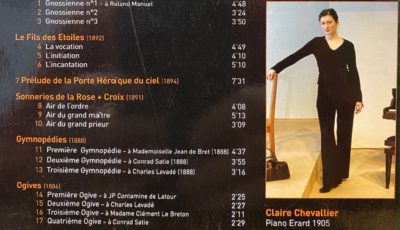 1 Gnossienne n°1 – à Roland Manuel 4'48
2 Gnossienne n°2 3'24
3 Gnossienne n°3 3'50
Le Fils des Etoiles (1892)
4 La vocation 4'49
5 L'initiation 4'10
6 L'incantation 5'10
7 Prélude de la Porte Héroïque du ciel (1894) 7'31
Sonneries de la Rose + Croix (1891)
8 Air de l'ordre 4'08
9 Air du grand maître 5'13
10 Air du grand prieur 3'09
Gymnopédies (1888)
11 Première Gymnopédie – à Mademoiselle Jean de Bret (1888) 4'37
12 Deuxième Gymnopédie – à Conrad Satie (1888) 3'55
13 Troisième Gymnopédie – à Charles Levadé (1888) 3'25
Ogives (1886)
14 Première Ogive – à JP Contamine de Latour 2'25
15 Deuxième Ogive – à Charles Levadé 2'27
16 Troisième Ogive – à Madame Clément Le Breton 2'11
17 Quatrième Ogive – à Conrad Satie 2'29
Claire Chevallier
Piano Erard 1905